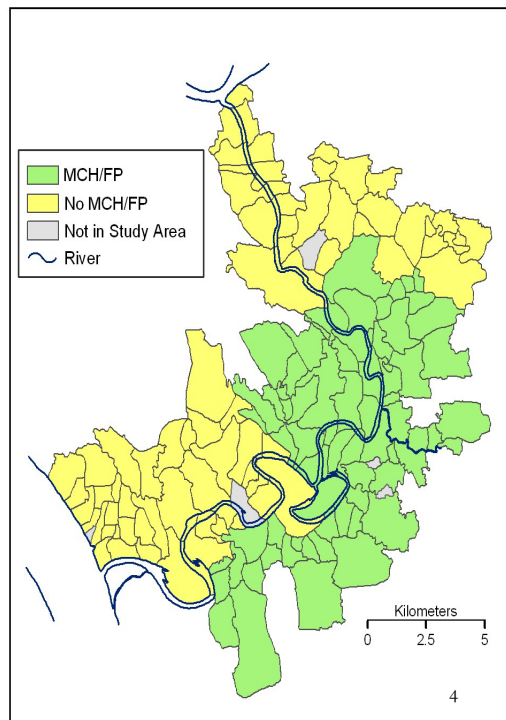 MCH/FP
No MCH/FP
Not in Study Area
River
Kilometers
0 2.5 5
4